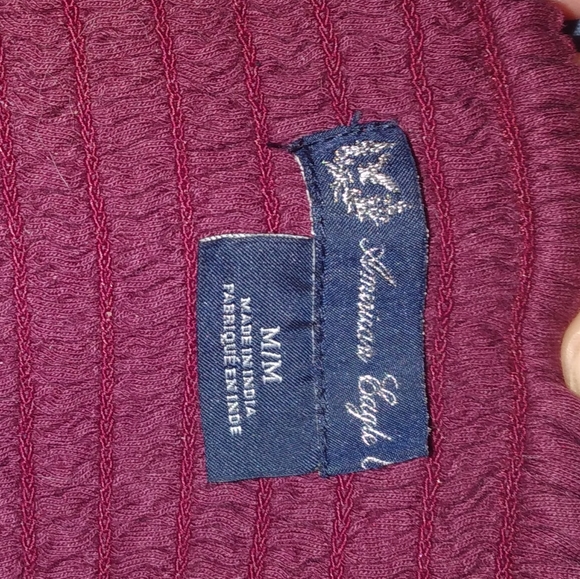 American Eagle
M/M
MADE IN INDIA
FABRIQUÉ EN INDE